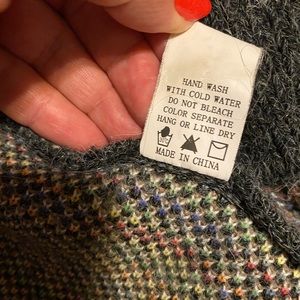 HAND WASH
WITH COLD WATER
DO NOT BLEACH
COLOR SEPARATE
HANG OR LINE DRY
MADE IN CHINA